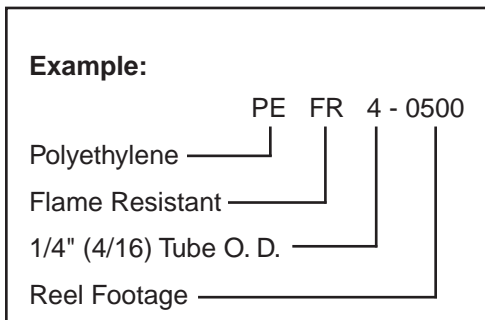 Example:
PE FR 4 - 0500
Polyethylene
Flame Resistant
1/4" (4/16) Tube O. D.
Reel Footage